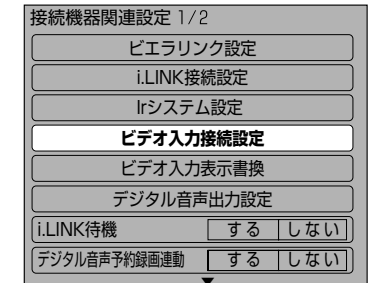 接続機器関連設定 1/2
ビエラリンク設定
i.LINK接続設定
Irシステム設定
ビデオ入力接続設定
ビデオ入力表示書換
デジタル音声出力設定
i.LINK待機 する しない
デジタル音声予約録画連動 する しない
▼